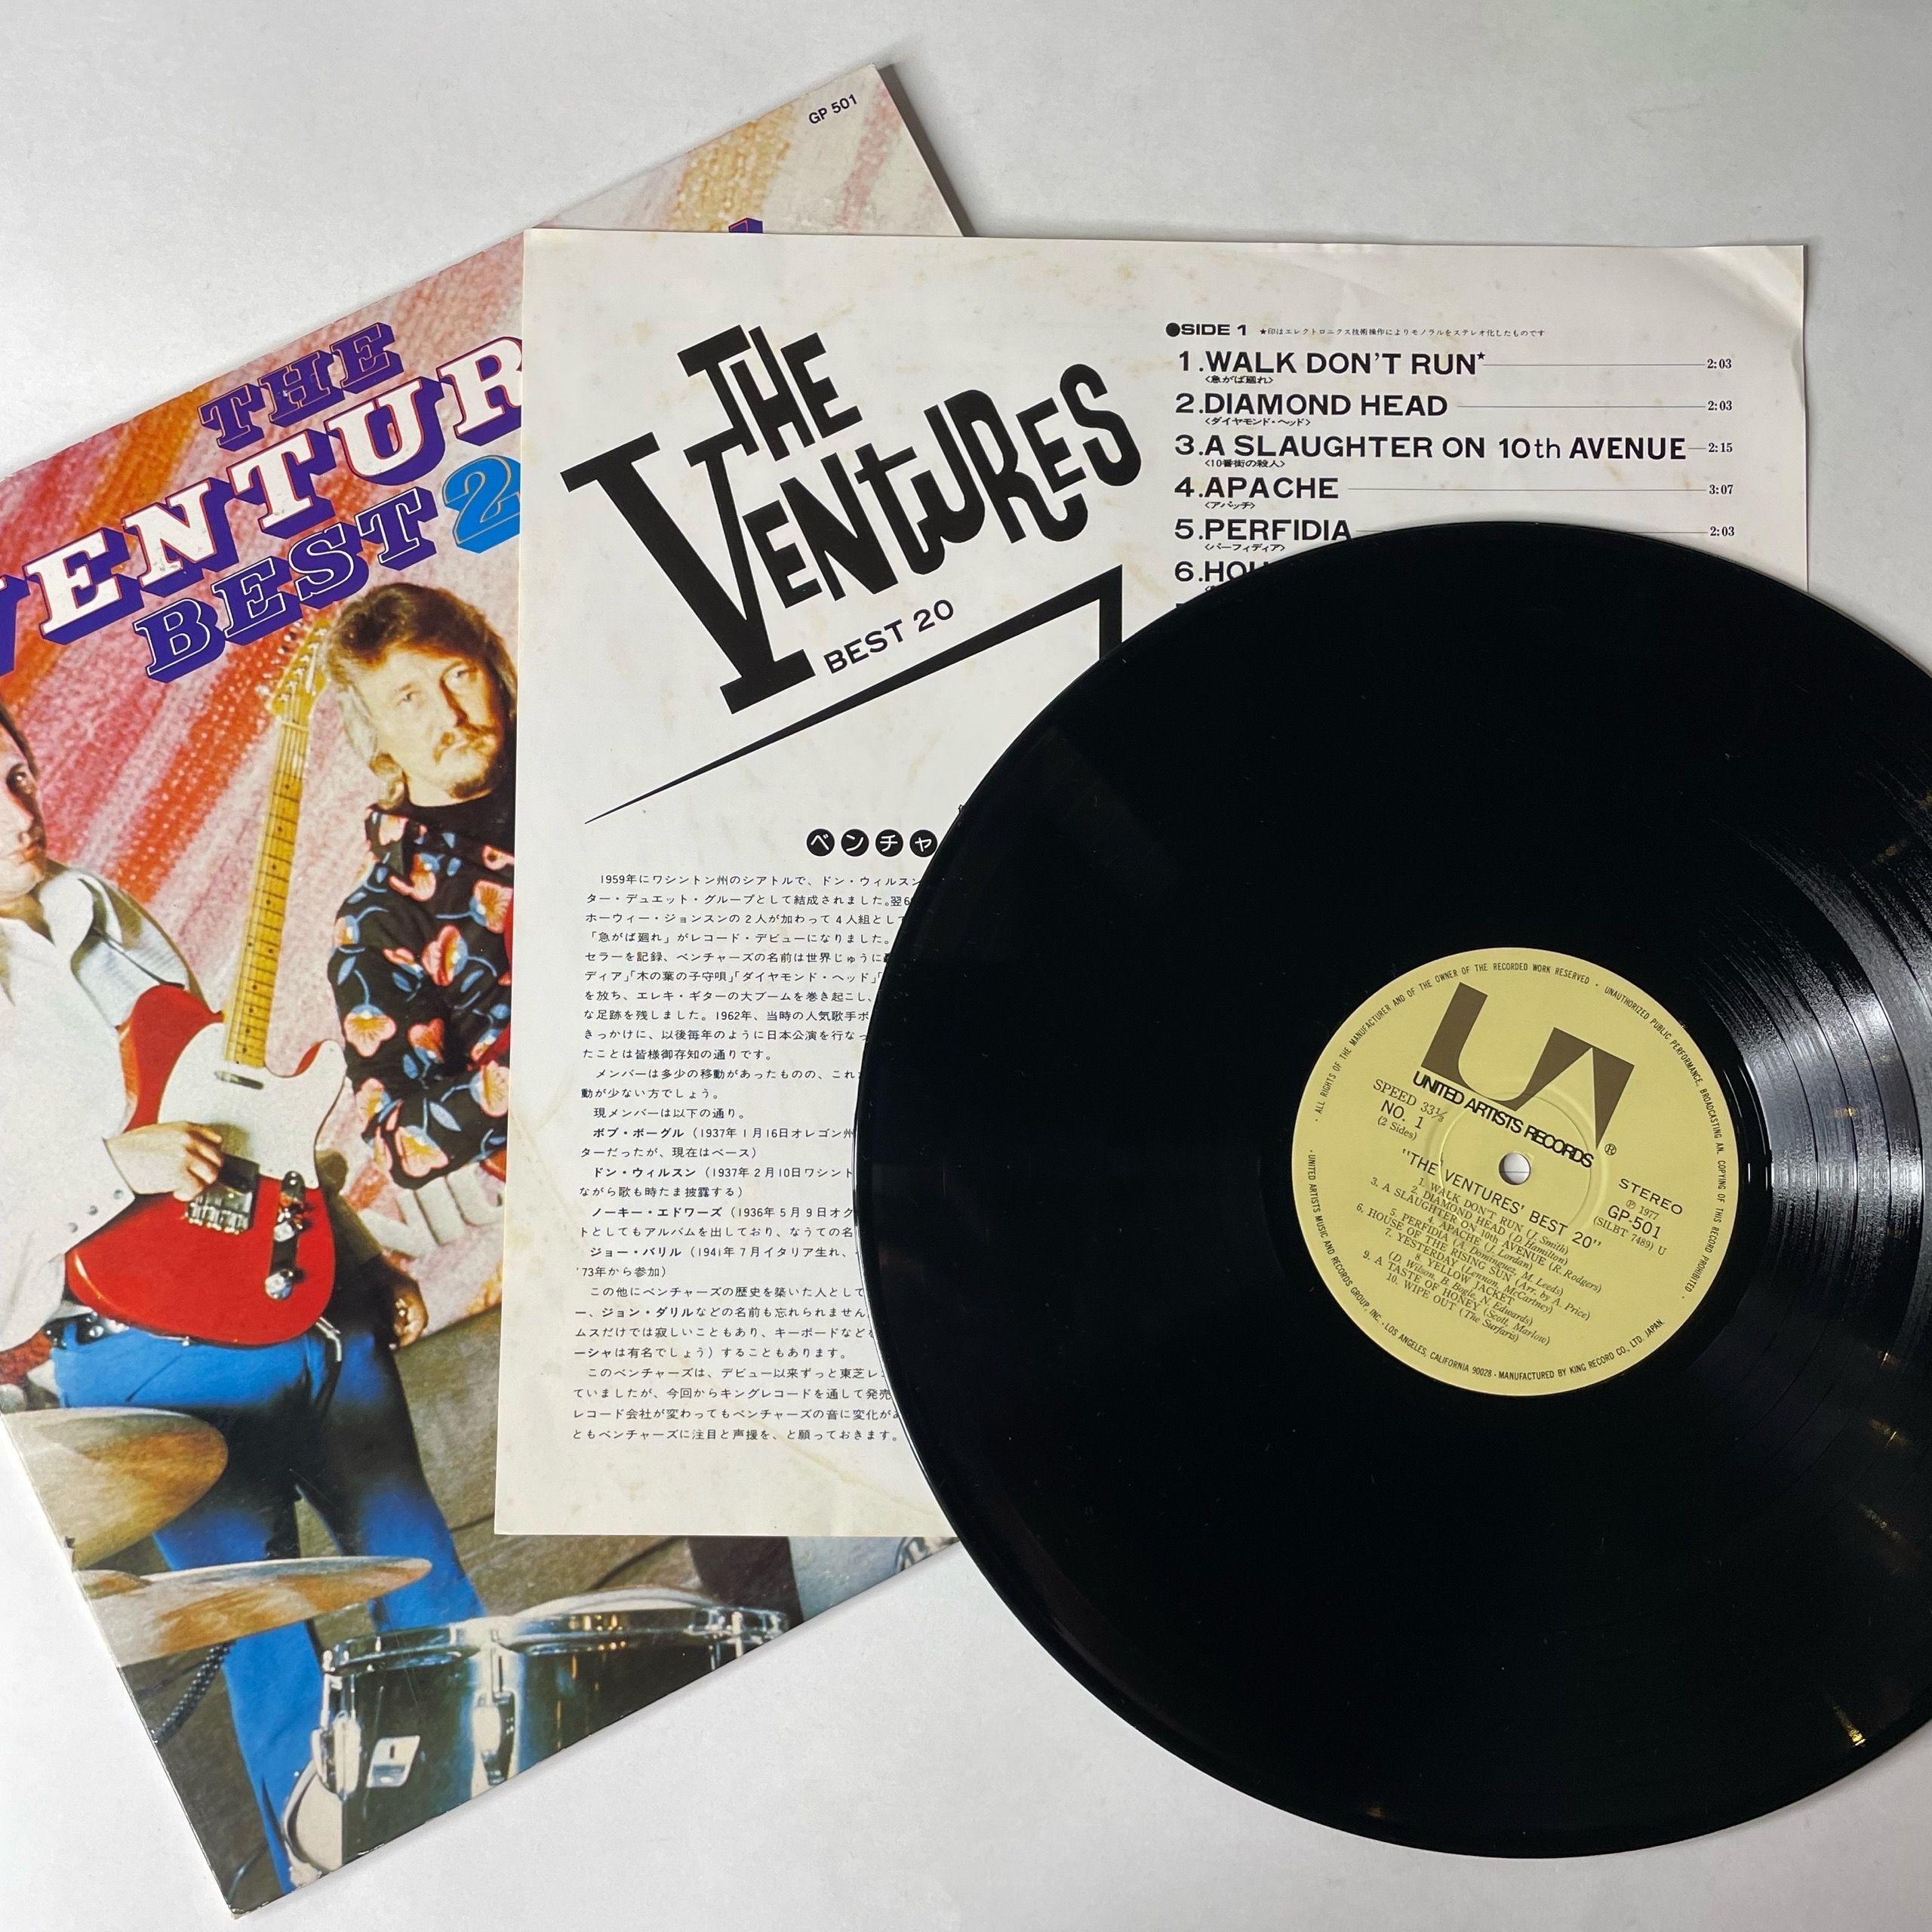 GP 501
THE
VENTUR
BEST 2
THE
VENTURES
BEST 20
●SIDE 1 ★印はエレクトロニクス技術操作によりモノラルをステレオ化したものです
1.WALK DON'T RUN★ 2:03
<急がば廻れ>
2.DIAMOND HEAD 2:03
<ダイヤモンド・ヘッド>
3.A SLAUGHTER ON 10th AVENUE 2:15
<10番街の殺人>
4.APACHE 3:07
<アパッチ>
5.PERFIDIA 2:03
<パーフィディア>
6.HOU
ベンチャ
1959年にワシントン州のシアトルで、ドン・ウィルスン
ター・デュエット・グループとして結成されました。翌6
ホーウィー・ジョンスンの2人が加わって4人組として
「急がば廻れ」がレコード・デビューになりました。
セラーを記録、ベンチャーズの名前は世界じゅうに
ディア」「木の葉の子守唄」「ダイヤモンド・ヘッド」「
を放ち、エレキ・ギターの大ブームを巻き起こし、
な足跡を残しました。1962年、当時の人気歌手ボ
きっかけに、以後毎年のように日本公演を行なっ
たことは皆様御存知の通りです。
メンバーは多少の移動があったものの、これ
動が少ない方でしょう。
現メンバーは以下の通り。
ボブ・ボーグル（1937年1月16日オレゴン州
ターだったが、現在はベース）
ドン・ウィルスン（1937年2月10日ワシント
ながら歌も時たま披露する）
ノーキー・エドワーズ（1936年5月9日オク
トとしてもアルバムを出しており、なうての名
ジョー・バリル（1941年7月イタリア生れ、
'73年から参加）
この他にベンチャーズの歴史を築いた人として
ー、ジョン・ダリルなどの名前も忘れられません
ムスだけでは寂しいこともあり、キーボードなどを
ーシャは有名でしょう）することもあります。
このベンチャーズは、デビュー以来ずっと東芝レ
ていましたが、今回からキングレコードを通して発売
レコード会社が変わってもベンチャーズの音に変化が
ともベンチャーズに注目と声援を、と願っておきます。
ALL RIGHTS OF THE MANUFACTURER AND OF THE OWNER OF THE RECORDED WORK RESERVED • UNAUTHORIZED PUBLIC PERFORMANCE, BROADCASTING AN. COPYING OF THIS RECORD PROHIBITED •
UA
UNITED ARTISTS RECORDS®
SPEED 33⅓
NO. 1
(2 Sides)
STEREO
℗ 1977
GP-501
(SILBT 7489) U
"THE VENTURES' BEST 20"
1. WALK DON'T RUN (J. Smith)
2. DIAMOND HEAD (D. Hamilton)
3. A SLAUGHTER ON 10th AVENUE (R. Rodgers)
4. APACHE (J. Lordan)
5. PERFIDIA (A. Dominguez, M. Leeds)
6. HOUSE OF THE RISING SUN (Arr. by A. Price)
7. YESTERDAY (Lennon, McCartney)
8. YELLOW JACKET
(D. Wilson, B. Bogle, N. Edwards)
9. A TASTE OF HONEY (Scott, Marlow)
10. WIPE OUT (The Surfaris)
• UNITED ARTISTS MUSIC AND RECORDS GROUP, INC. • LOS ANGELES, CALIFORNIA 90028 • MANUFACTURED BY KING RECORD CO., LTD. JAPAN.